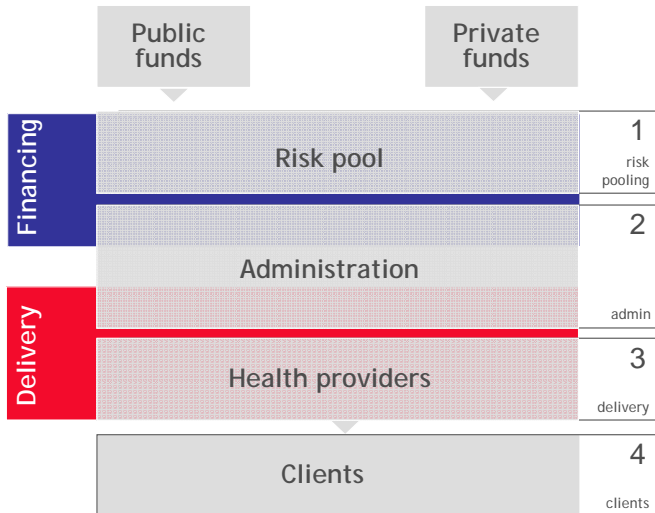 Public
funds
Private
funds
Financing
Risk pool
1
risk
pooling
2
Administration
admin
Delivery
Health providers
3
delivery
Clients
4
clients